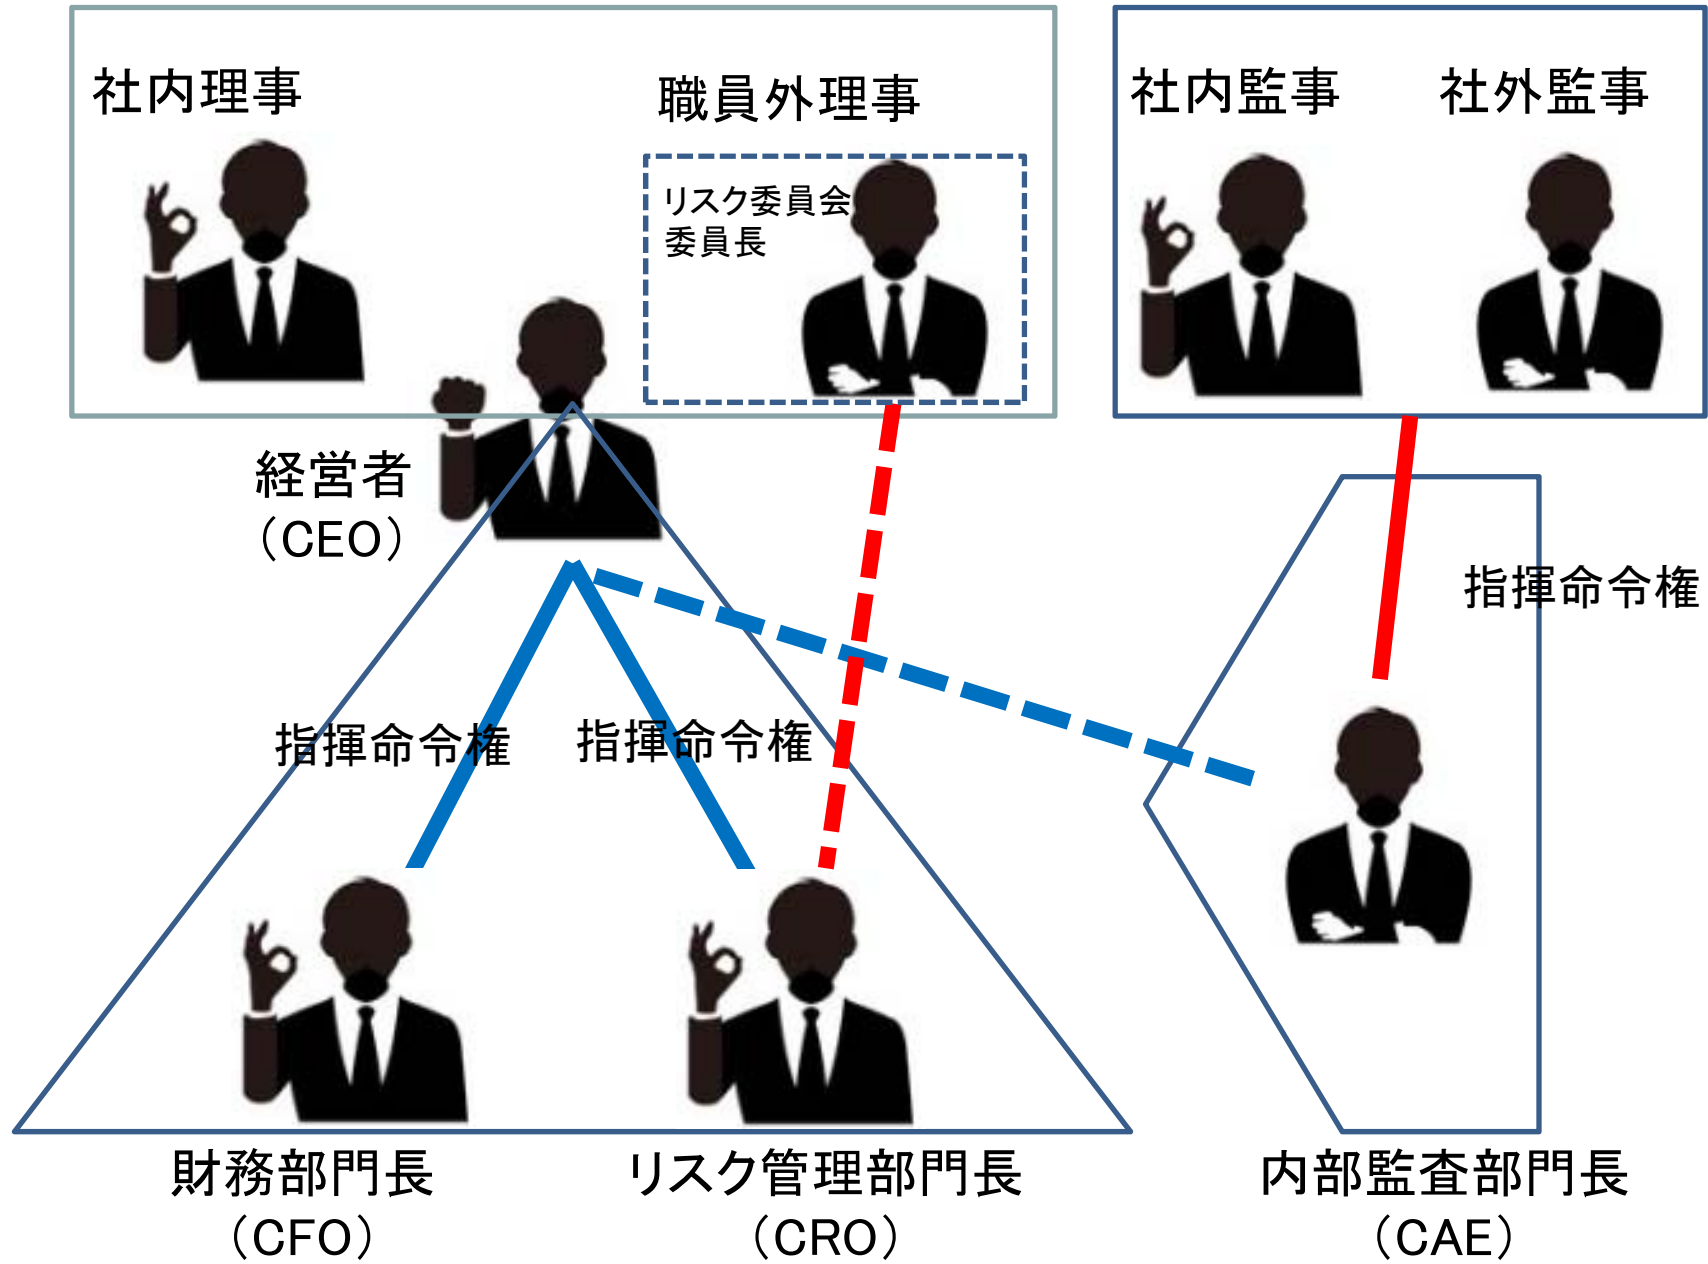 社内理事
職員外理事
リスク委員会
委員長
社内監事
社外監事
経営者
（CEO）
指揮命令権
指揮命令権
指揮命令権
財務部門長
（CFO）
リスク管理部門長
（CRO）
内部監査部門長
（CAE）